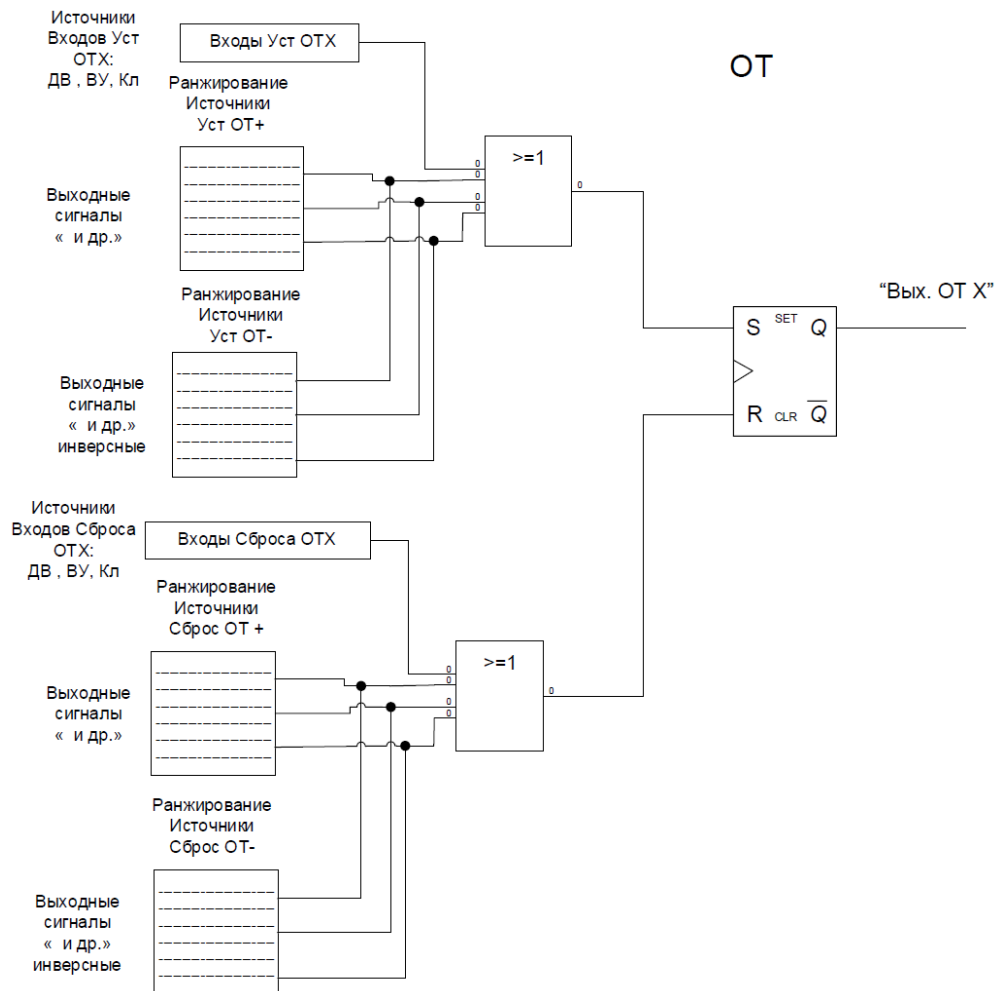 Источники
Входов Уст
ОТХ:
ДВ , ВУ, Кл
Входы Уст ОТХ
ОТ
Ранжирование
Источники
Уст ОТ+
>=1
0
0
0
0
0
Выходные
сигналы
« и др.»
Ранжирование
Источники
Уст ОТ-
“Вых. ОТ Х”
S SET Q
R CLR Q
Выходные
сигналы
« и др.»
инверсные
Источники
Входов Сброса
ОТХ:
ДВ , ВУ, Кл
Входы Сброса ОТХ
Ранжирование
Источники
Сброс ОТ +
>=1
0
0
0
0
0
Выходные
сигналы
« и др.»
Ранжирование
Источники
Сброс ОТ-
Выходные
сигналы
« и др.»
инверсные